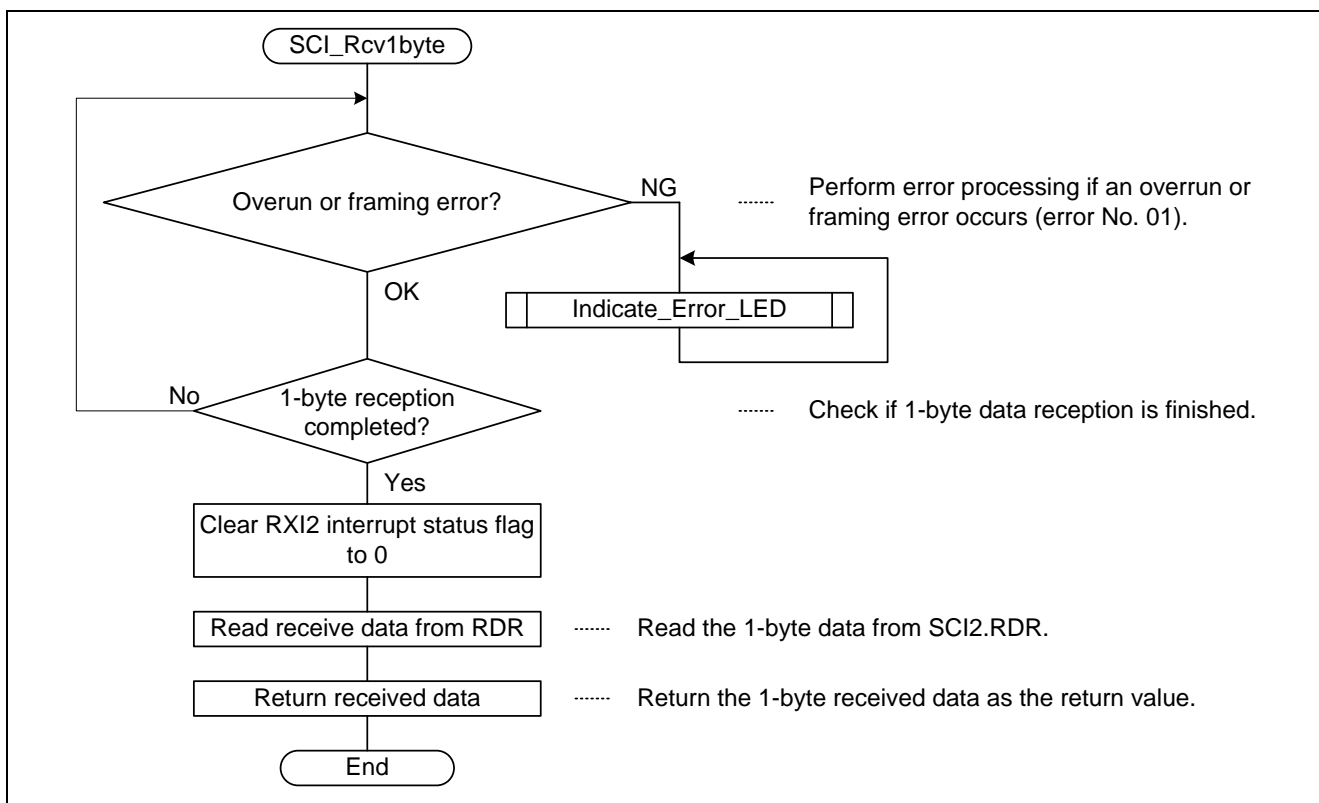 SCI_Rcv1byte
Overun or framing error?
NG
Perform error processing if an overrun or
framing error occurs (error No. 01).
OK
Indicate_Error_LED
No
1-byte reception
completed?
Check if 1-byte data reception is finished.
Yes
Clear RXI2 interrupt status flag
to 0
Read receive data from RDR
Read the 1-byte data from SCI2.RDR.
Return received data
Return the 1-byte received data as the return value.
End